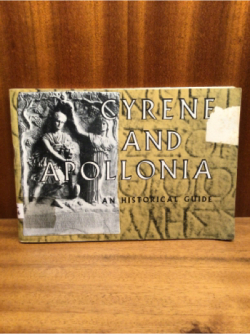 CYRENE
AND
APOLLONIA
AN HISTORICAL GUIDE